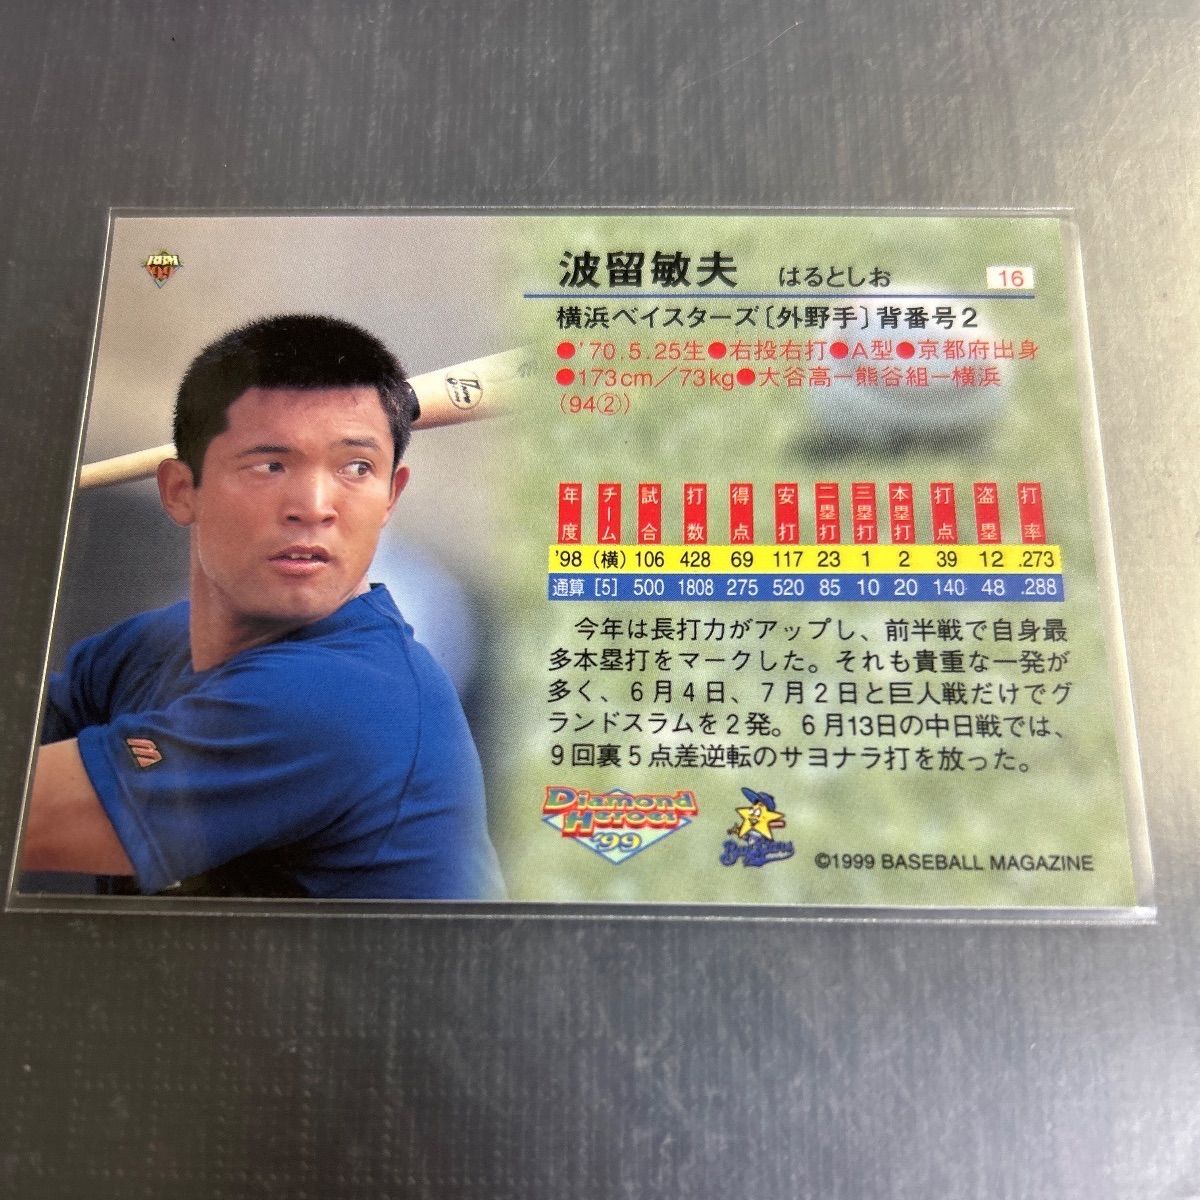 波留敏夫 はるとしお 16
横浜ベイスターズ〔外野手〕背番号2
●'70.5.25生●右投右打●A型●京都府出身
●173cm/73kg●大谷高ー熊谷組ー横浜
(94②)
年度 チーム 試合 打数 得点 安打 二塁打 三塁打 本塁打 打点 盗塁 打率
'98 (横) 106 428 69 117 23 1 2 39 12 .273
通算 [5] 500 1808 275 520 85 10 20 140 48 .288
今年は長打力がアップし、前半戦で自身最
多本塁打をマークした。それも貴重な一発が
多く、6月4日、7月2日と巨人戦だけでグ
ランドスラムを2発。6月13日の中日戦では、
9回裏5点差逆転のサヨナラ打を放った。
Diamond
Heroes
'99
BayStars
©1999 BASEBALL MAGAZINE